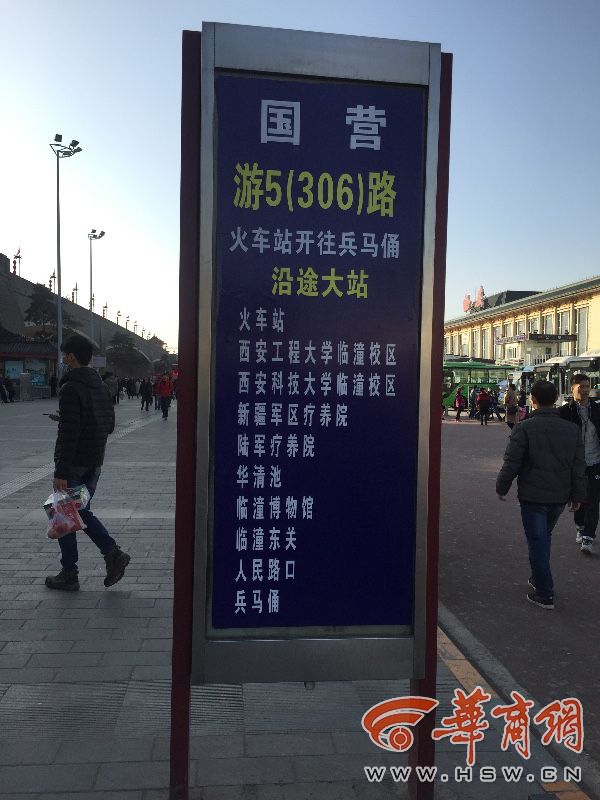 国 营
游5(306)路
火车站开往兵马俑
沿途大站
火车站
西安工程大学临潼校区
西安科技大学临潼校区
新疆军区疗养院
陆军疗养院
华清池
临潼博物馆
临潼东关
人民路口
兵马俑
華商網
WWW.HSW.CN